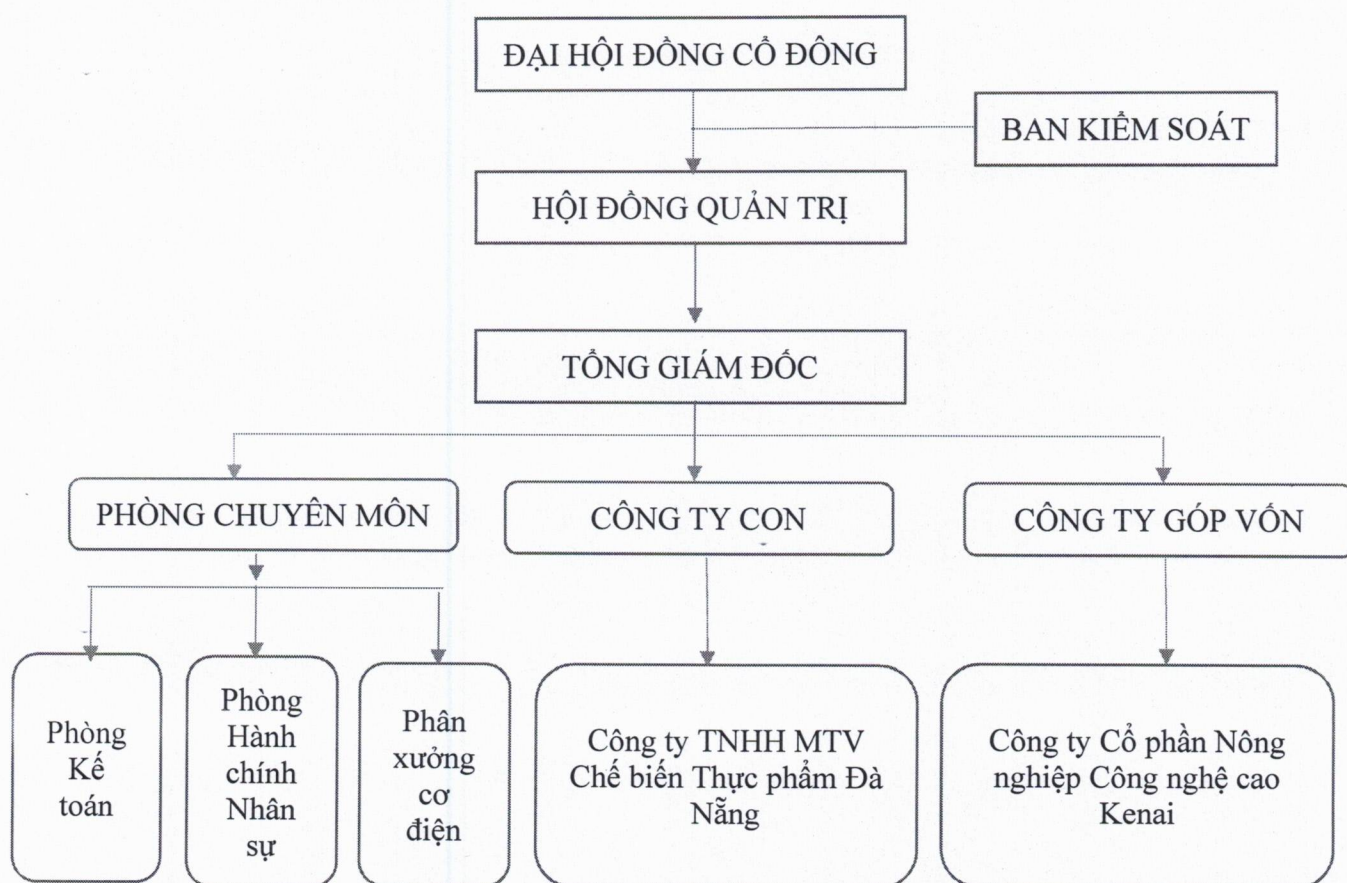 ĐẠI HỘI ĐỒNG CỔ ĐÔNG
BAN KIỂM SOÁT
HỘI ĐỒNG QUẢN TRỊ
TỔNG GIÁM ĐỐC
PHÒNG CHUYÊN MÔN
CÔNG TY CON
CÔNG TY GÓP VỐN
Phòng
Kế
toán
Phòng
Hành
chính
Nhân
sự
Phân
xưởng
cơ
điện
Công ty TNHH MTV
Chế biến Thực phẩm Đà
Nẵng
Công ty Cổ phần Nông
nghiệp Công nghệ cao
Kenai